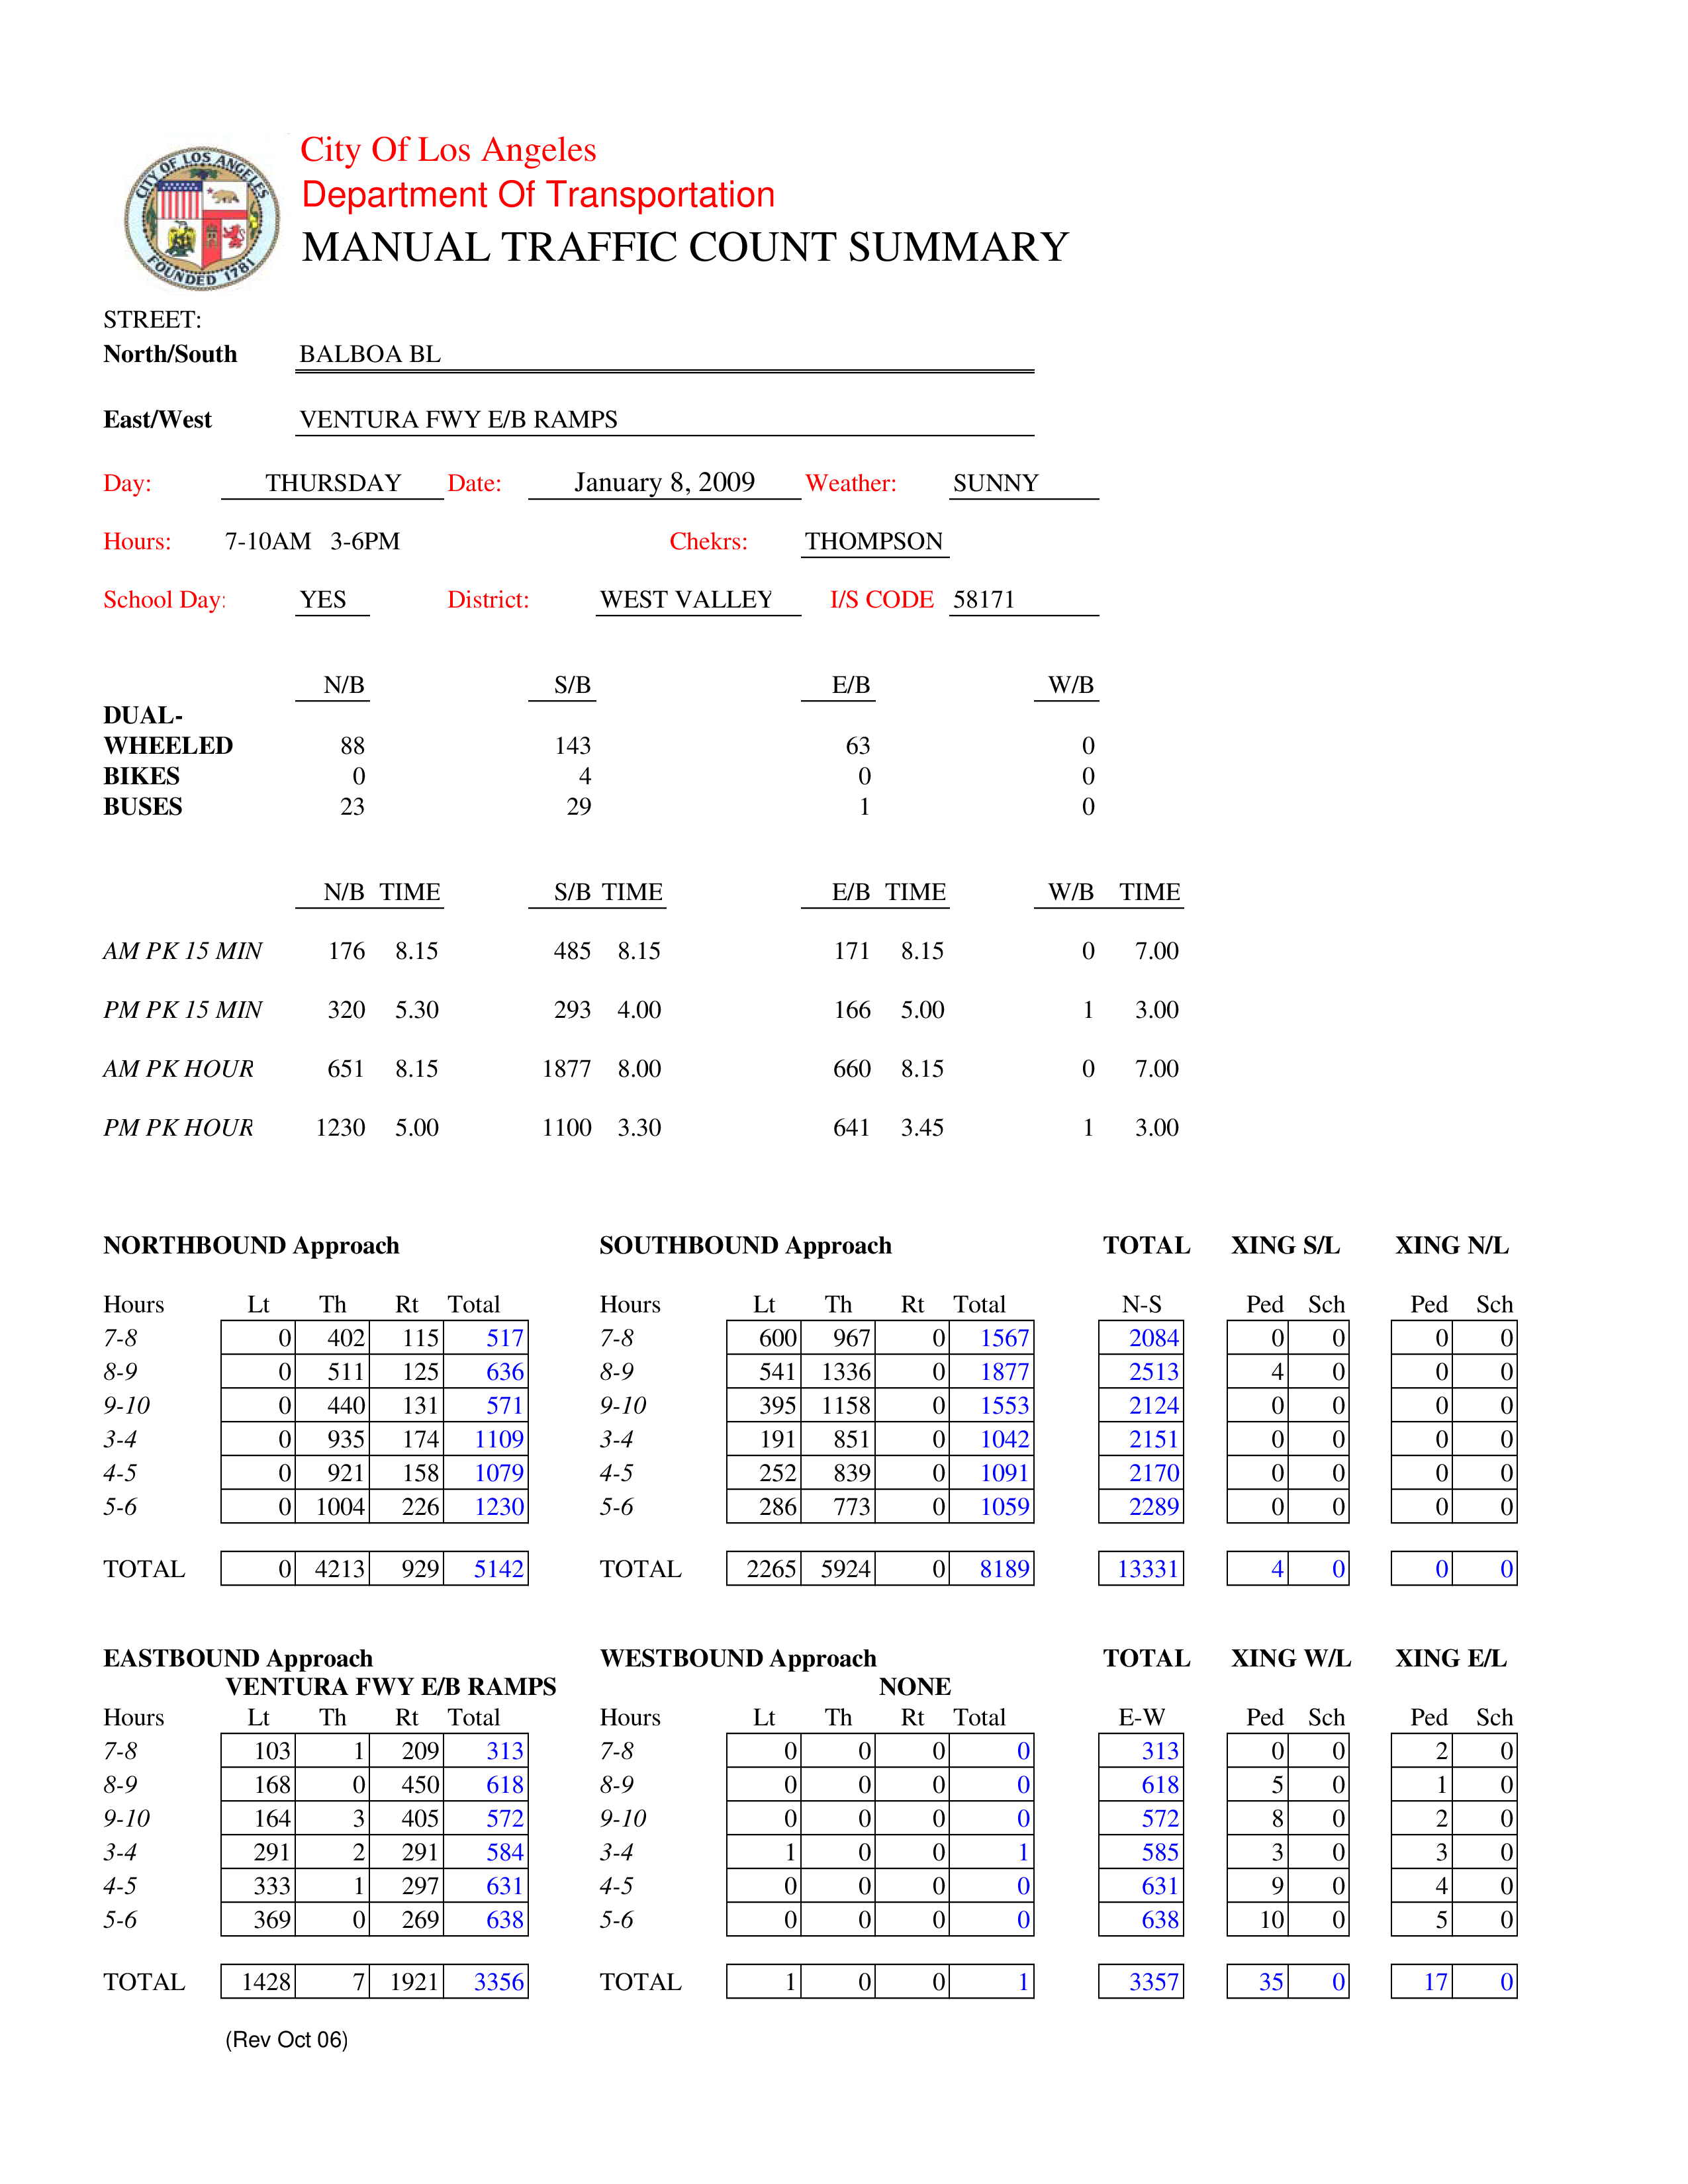 CITY OF LOS ANGELES
FOUNDED 1781
City Of Los Angeles
Department Of Transportation
MANUAL TRAFFIC COUNT SUMMARY
STREET:
North/South BALBOA BL
East/West VENTURA FWY E/B RAMPS
Day: THURSDAY Date: January 8, 2009 Weather: SUNNY
Hours: 7-10AM 3-6PM Chekrs: THOMPSON
School Day: YES District: WEST VALLEY I/S CODE 58171
N/B S/B E/B W/B
DUAL-
WHEELED 88 143 63 0
BIKES 0 4 0 0
BUSES 23 29 1 0
N/B TIME S/B TIME E/B TIME W/B TIME
AM PK 15 MIN 176 8.15 485 8.15 171 8.15 0 7.00
PM PK 15 MIN 320 5.30 293 4.00 166 5.00 1 3.00
AM PK HOUR 651 8.15 1877 8.00 660 8.15 0 7.00
PM PK HOUR 1230 5.00 1100 3.30 641 3.45 1 3.00
NORTHBOUND Approach SOUTHBOUND Approach TOTAL XING S/L XING N/L
Hours Lt Th Rt Total Hours Lt Th Rt Total N-S Ped Sch Ped Sch
7-8 0 402 115 517 7-8 600 967 0 1567 2084 0 0 0 0
8-9 0 511 125 636 8-9 541 1336 0 1877 2513 4 0 0 0
9-10 0 440 131 571 9-10 395 1158 0 1553 2124 0 0 0 0
3-4 0 935 174 1109 3-4 191 851 0 1042 2151 0 0 0 0
4-5 0 921 158 1079 4-5 252 839 0 1091 2170 0 0 0 0
5-6 0 1004 226 1230 5-6 286 773 0 1059 2289 0 0 0 0
TOTAL 0 4213 929 5142 TOTAL 2265 5924 0 8189 13331 4 0 0 0
EASTBOUND Approach WESTBOUND Approach TOTAL XING W/L XING E/L
VENTURA FWY E/B RAMPS NONE
Hours Lt Th Rt Total Hours Lt Th Rt Total E-W Ped Sch Ped Sch
7-8 103 1 209 313 7-8 0 0 0 0 313 0 0 2 0
8-9 168 0 450 618 8-9 0 0 0 0 618 5 0 1 0
9-10 164 3 405 572 9-10 0 0 0 0 572 8 0 2 0
3-4 291 2 291 584 3-4 1 0 0 1 585 3 0 3 0
4-5 333 1 297 631 4-5 0 0 0 0 631 9 0 4 0
5-6 369 0 269 638 5-6 0 0 0 0 638 10 0 5 0
TOTAL 1428 7 1921 3356 TOTAL 1 0 0 1 3357 35 0 17 0
(Rev Oct 06)